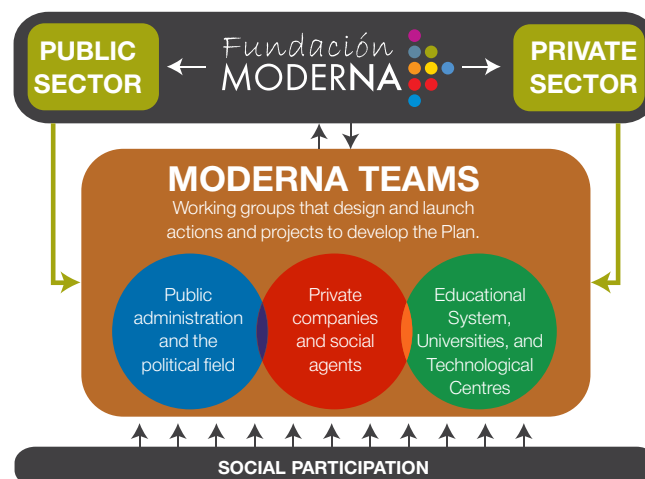 PUBLIC
SECTOR
Fundación
MODERNA
PRIVATE
SECTOR
MODERNA TEAMS
Working groups that design and launch
actions and projects to develop the Plan.
Public
administration
and the
political field
Private
companies
and social
agents
Educational
System,
Universities, and
Technological
Centres
SOCIAL PARTICIPATION